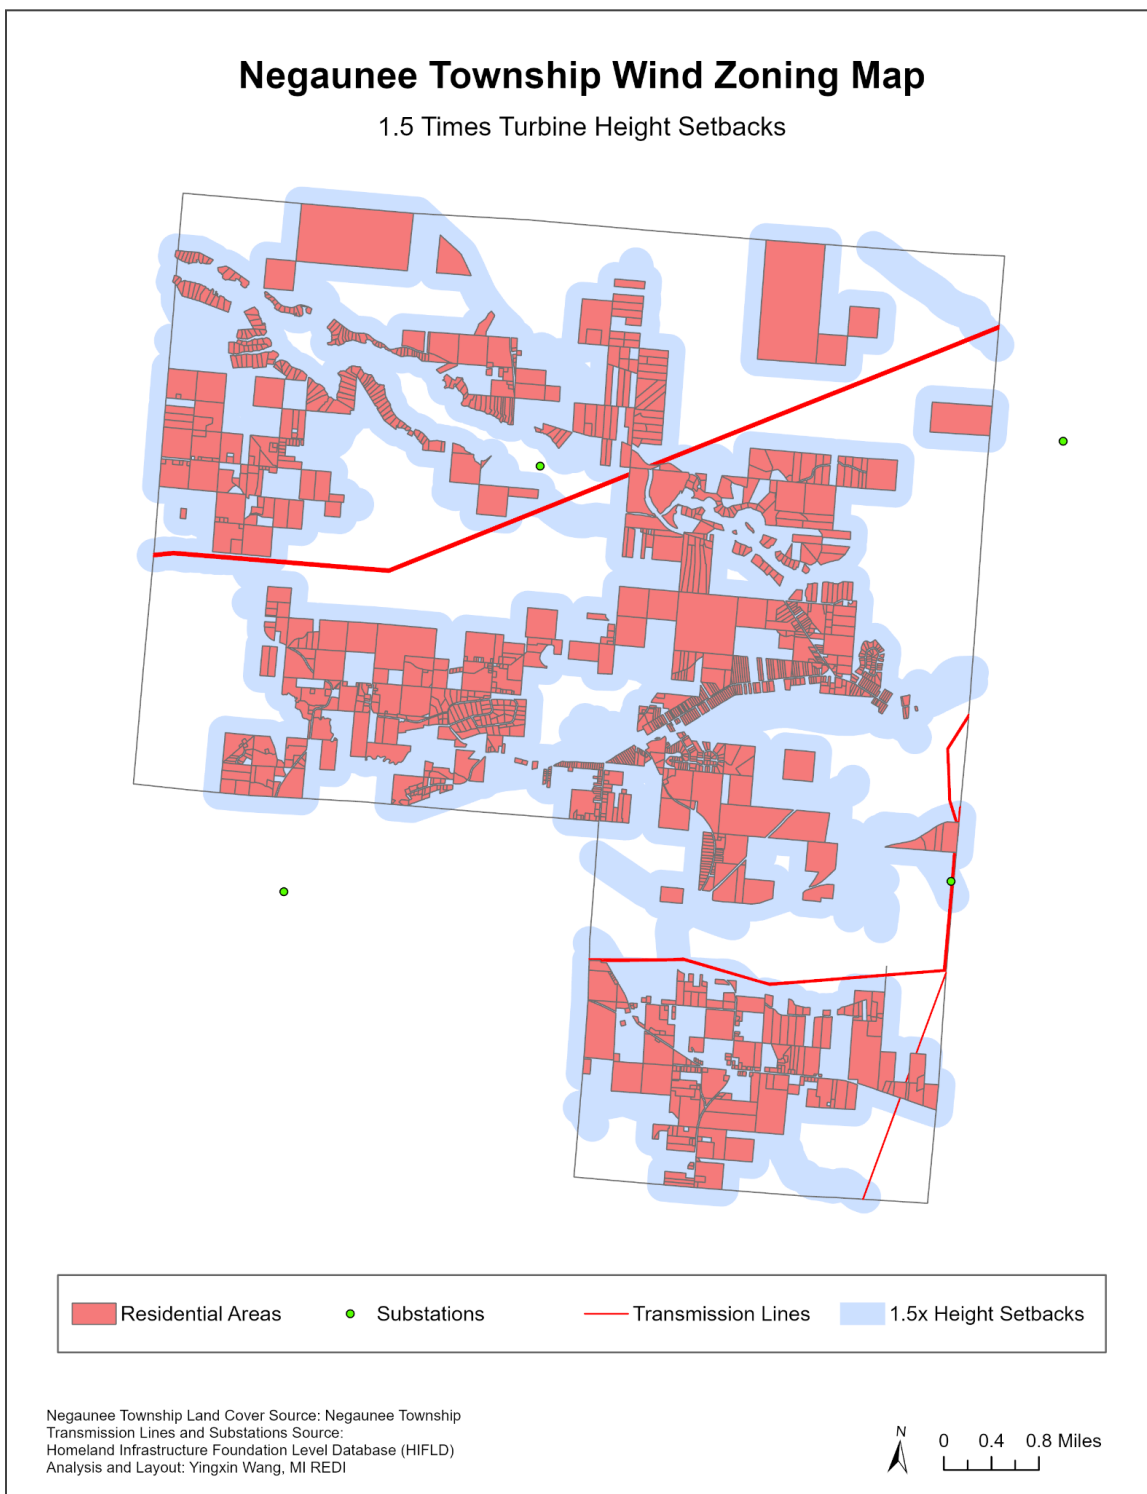 Negaunee Township Wind Zoning Map
1.5 Times Turbine Height Setbacks
Residential Areas
Substations
Transmission Lines
1.5x Height Setbacks
Negaunee Township Land Cover Source: Negaunee Township
Transmission Lines and Substations Source:
Homeland Infrastructure Foundation Level Database (HIFLD)
Analysis and Layout: Yingxin Wang, MI REDI
N
0 0.4 0.8 Miles